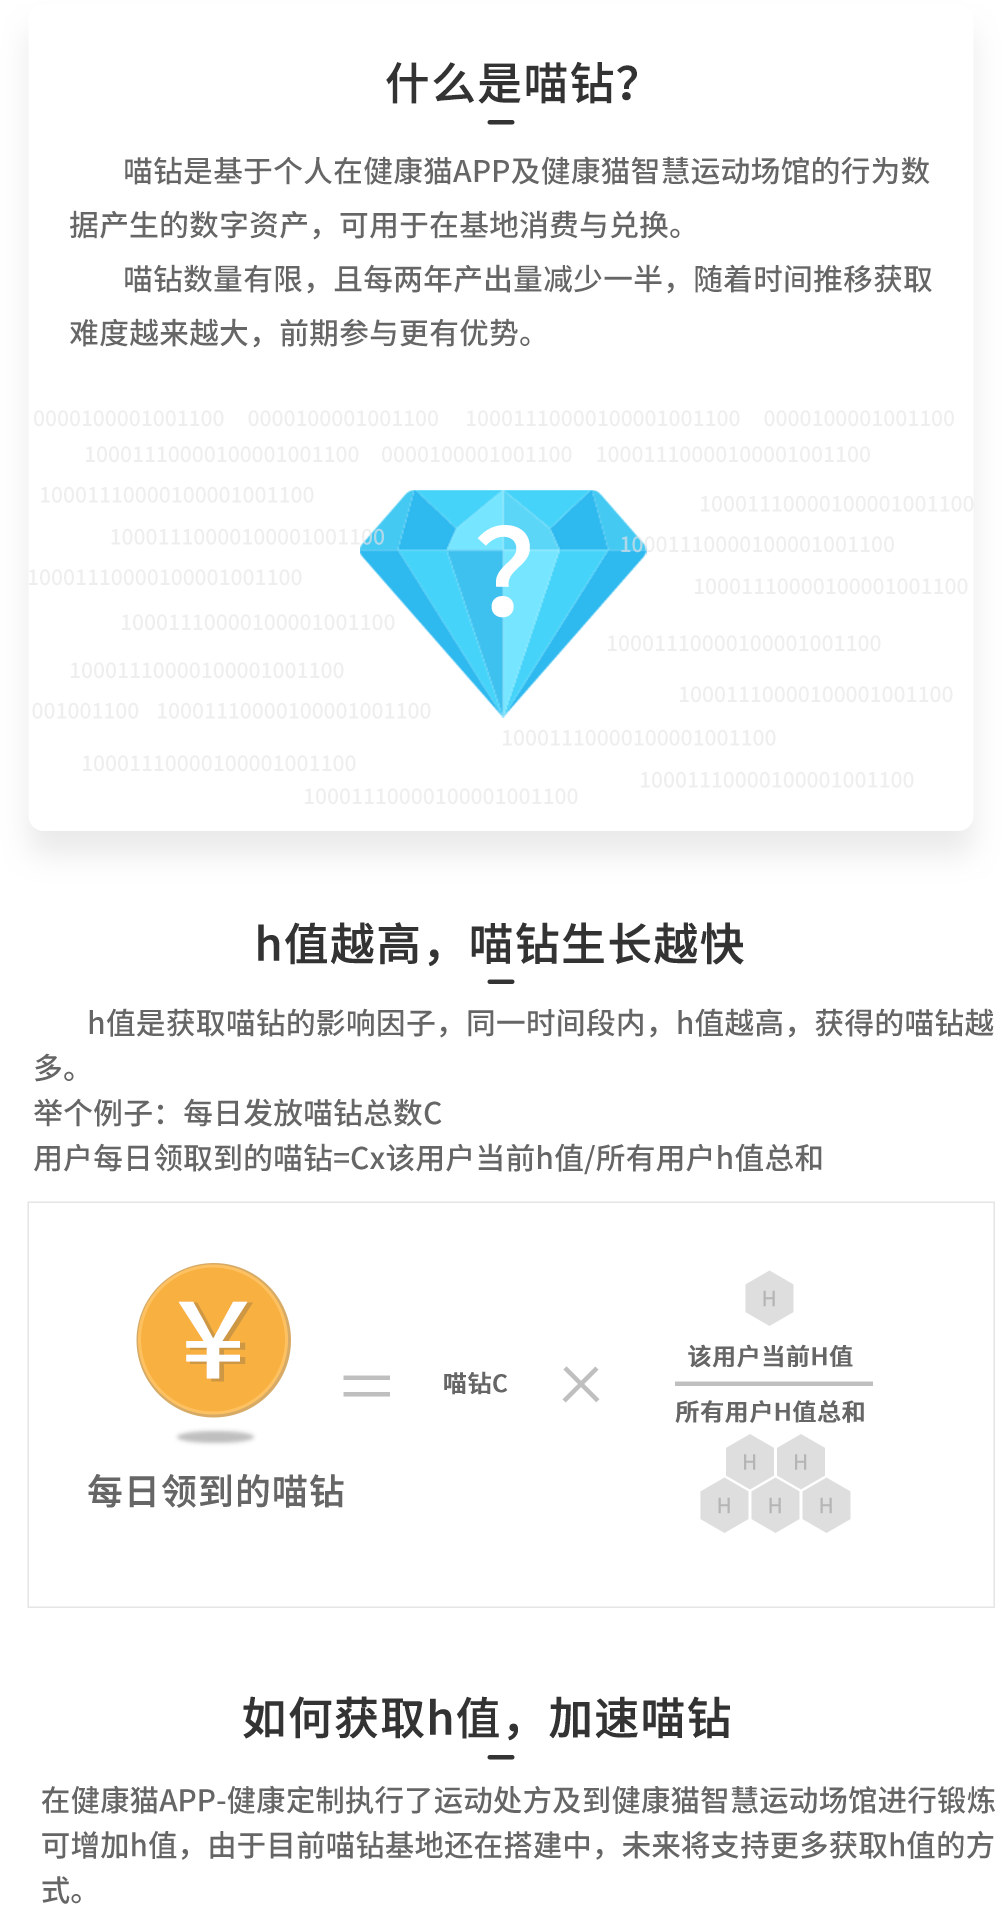 什么是喵钻?
喵钻是基于个人在健康猫APP及健康猫智慧运动场馆的行为数
据产生的数字资产，可用于在基地消费与兑换。
喵钻数量有限，且每两年产出量减少一半，随着时间推移获取
难度越来越大，前期参与更有优势。
0000100001001100 0000100001001100 10001110000100001001100 0000100001001100
10001110000100001001100 0000100001001100 10001110000100001001100
10001110000100001001100
10001110000100001001100
10001110000100001001100
10001110000100001001100
?
10001110000100001001100
10001110000100001001100
10001110000100001001100
10001110000100001001100
10001110000100001001100
10001110000100001001100
001001100 10001110000100001001100
10001110000100001001100
10001110000100001001100
10001110000100001001100
10001110000100001001100
h值越高，喵钻生长越快
h值是获取喵钻的影响因子，同一时间段内，h值越高，获得的喵钻越
多。
举个例子：每日发放喵钻总数C
用户每日领取到的喵钻=Cx该用户当前h值/所有用户h值总和
¥
每日领到的喵钻
=
喵钻C
×
H
该用户当前H值
所有用户H值总和
H H
H H H
如何获取h值，加速喵钻
在健康猫APP-健康定制执行了运动处方及到健康猫智慧运动场馆进行锻炼
可增加h值，由于目前喵钻基地还在搭建中，未来将支持更多获取h值的方
式。